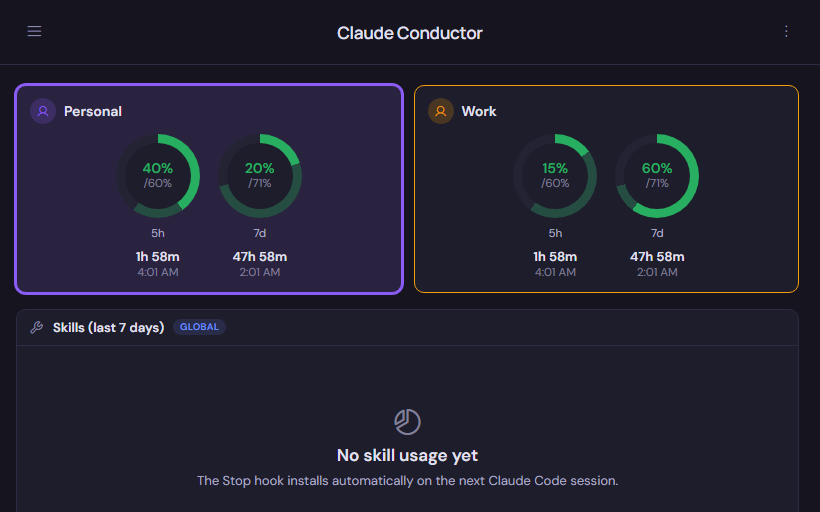 Claude Conductor
Personal
40%
/60%
5h
1h 58m
4:01 AM
20%
/71%
7d
47h 58m
2:01 AM
Work
15%
/60%
5h
1h 58m
4:01 AM
60%
/71%
7d
47h 58m
2:01 AM
Skills (last 7 days) GLOBAL
No skill usage yet
The Stop hook installs automatically on the next Claude Code session.